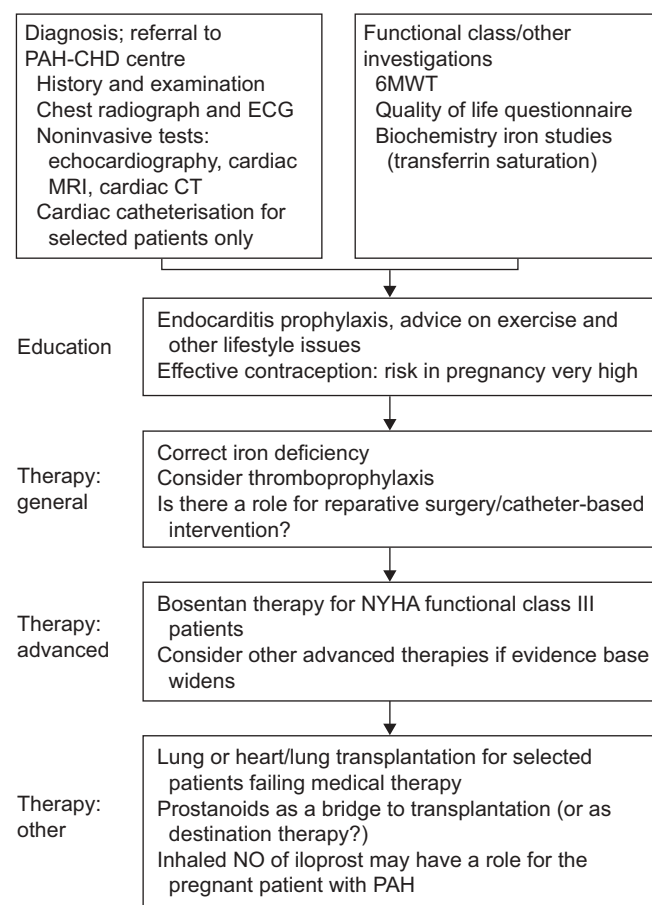 Diagnosis; referral to
PAH-CHD centre
History and examination
Chest radiograph and ECG
Noninvasive tests:
echocardiography, cardiac
MRI, cardiac CT
Cardiac catheterisation for
selected patients only
Functional class/other
investigations
6MWT
Quality of life questionnaire
Biochemistry iron studies
(transferrin saturation)
Education
Endocarditis prophylaxis, advice on exercise and
other lifestyle issues
Effective contraception: risk in pregnancy very high
Therapy:
general
Correct iron deficiency
Consider thromboprophylaxis
Is there a role for reparative surgery/catheter-based
intervention?
Therapy:
advanced
Bosentan therapy for NYHA functional class III
patients
Consider other advanced therapies if evidence base
widens
Therapy:
other
Lung or heart/lung transplantation for selected
patients failing medical therapy
Prostanoids as a bridge to transplantation (or as
destination therapy?)
Inhaled NO of iloprost may have a role for the
pregnant patient with PAH